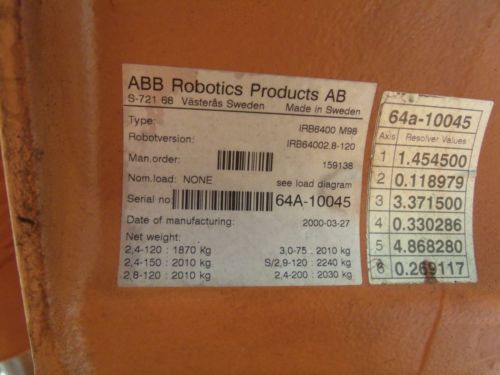 ABB Robotics Products AB
S-721 68 Västerås Sweden Made in Sweden
Type: IRB6400 M98
Robotversion: IRB64002.8-120
Man.order: 159138
Nom.load: NONE see load diagram
Serial no: 64A-10045
Date of manufacturing: 2000-03-27
Net weight:
2,4-120 : 1870 kg 3,0-75 : 2010 kg
2,4-150 : 2010 kg S/2,9-120 : 2240 kg
2,8-120 : 2010 kg 2,4-200 : 2030 kg
64a-10045
Axis Resolver Values
1 1.454500
2 0.118979
3 3.371500
4 0.330286
5 4.868280
6 0.269117